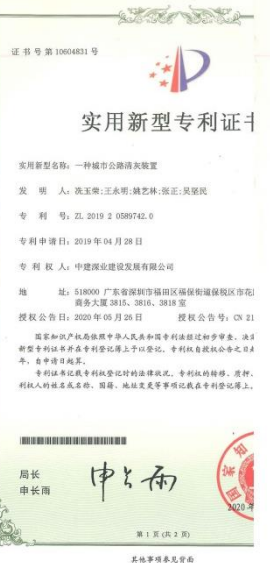 证书号第10604831号
实用新型专利证
实用新型名称：一种城市公路清灰装置
发 明 人：冼玉荣;王永明;姚艺林;张正;吴坚民
专 利 号：ZL 2019 2 0589742.0
专利申请日：2019年04月28日
专 利 权 人：中建深业建设发展有限公司
地 址：518000 广东省深圳市福田区福保街道保税区市花
商务大厦 3815、3816、3818室
授权公告日：2020年05月26日 授权公告号：CN 21
国家知识产权局依照中华人民共和国专利法经过初步审查，决
新型专利证书并在专利登记簿上予以登记。专利权自授权公告之日
年，自申请日起算。
专利证书记载专利权登记时的法律状况。专利权的转移、质押、
利权人的姓名或名称、国籍、地址变更等事项记载在专利登记簿上。
局长
申长雨
申长雨
国家知
2020年
第 1 页 (共 2 页)
其他事项参见背面